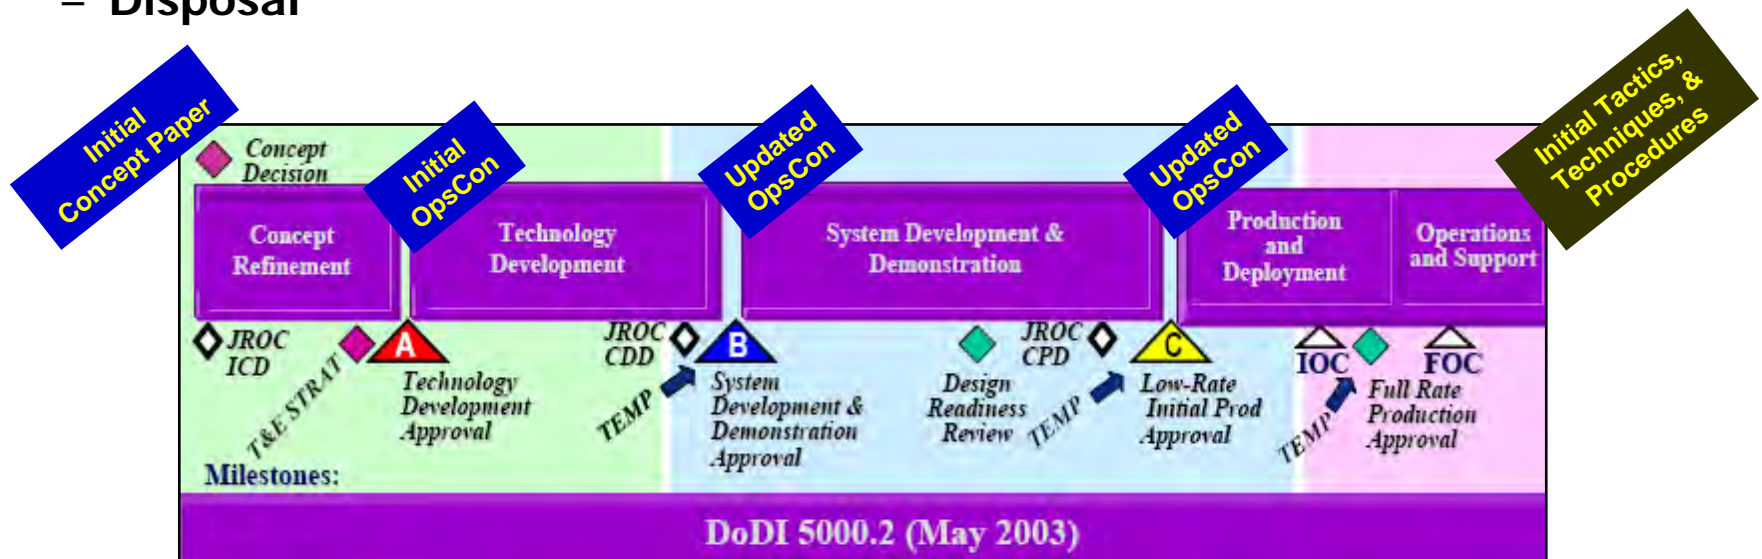 – Disposal
Initial
Concept Paper
Initial
OpsCon
Updated
OpsCon
Updated
OpsCon
Initial Tactics,
Techniques, &
Procedures
Concept
Decision
Concept
Refinement
Technology
Development
System Development &
Demonstration
Production
and
Deployment
Operations
and Support
JROC
ICD
T&E STRAT
A
Technology
Development
Approval
JROC
CDD
TEMP
B
System
Development &
Demonstration
Approval
Design
Readiness
Review
JROC
CPD
TEMP
C
Low-Rate
Initial Prod
Approval
IOC
TEMP
Full Rate
Production
Approval
FOC
Milestones:
DoDI 5000.2 (May 2003)